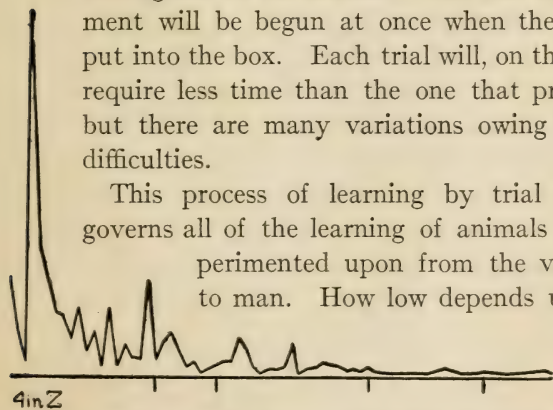 ment will be begun at once when the
put into the box. Each trial will, on th
require less time than the one that pr
but there are many variations owing
difficulties.
This process of learning by trial
governs all of the learning of animals
perimented upon from the v
to man. How low depends u
4 in Z